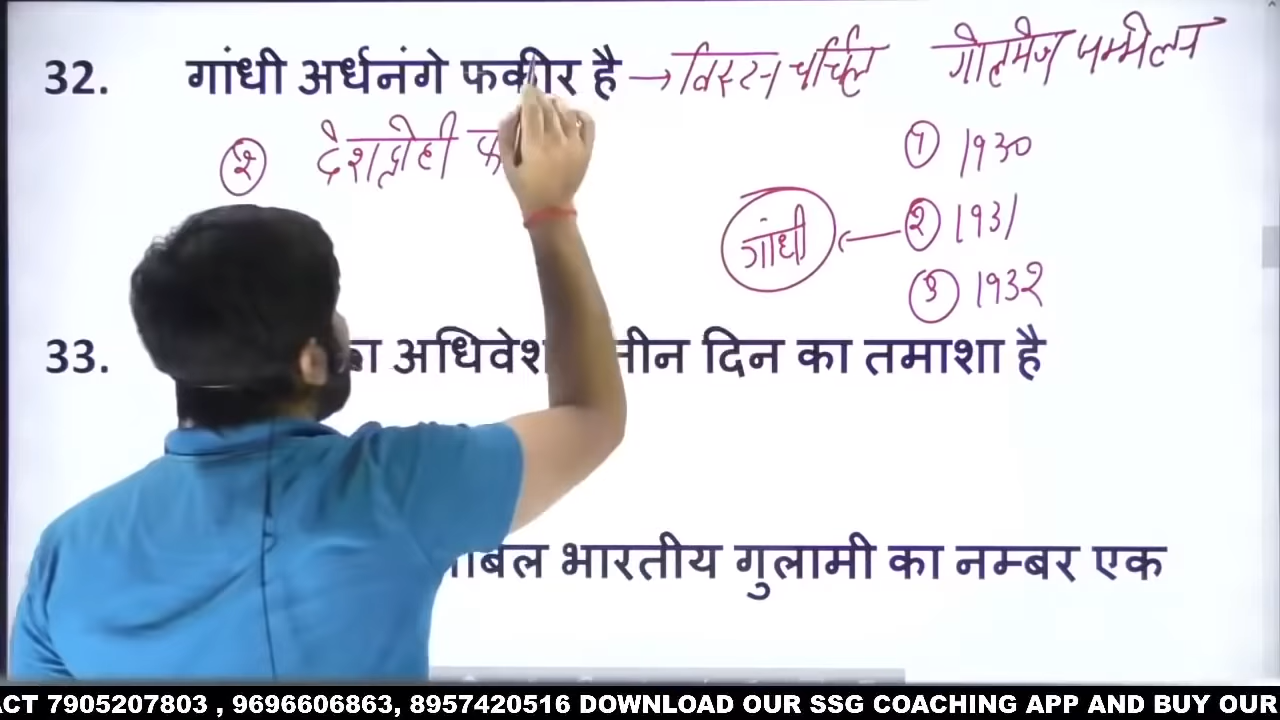 32. गांधी अर्धनंगे फकीर है → विंस्टन चर्चिल गोलमेज सम्मेलन
① 1930
② देशद्रोही फ
गांधी ② 1931
③ 1932
33. का अधिवेश तीन दिन का तमाशा है
भारतीय गुलामी का नम्बर एक
ACT 7905207803 , 9696606863, 8957420516 DOWNLOAD OUR SSG COACHING APP AND BUY OUR